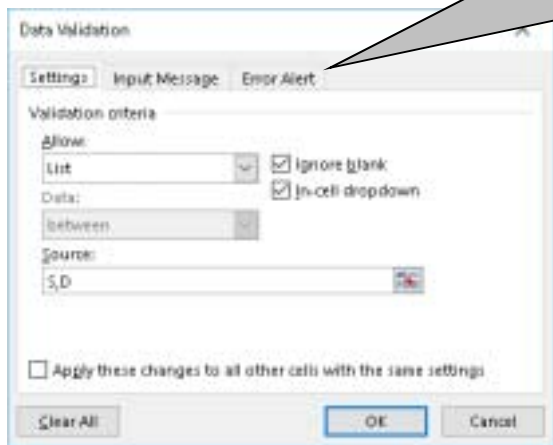 Data Validation
Settings Input Message Error Alert
Validation criteria
Allow:
List
Ignore blank
In-cell dropdown
Data:
between
Source:
S,D
Apply these changes to all other cells with the same settings
Clear All OK Cancel